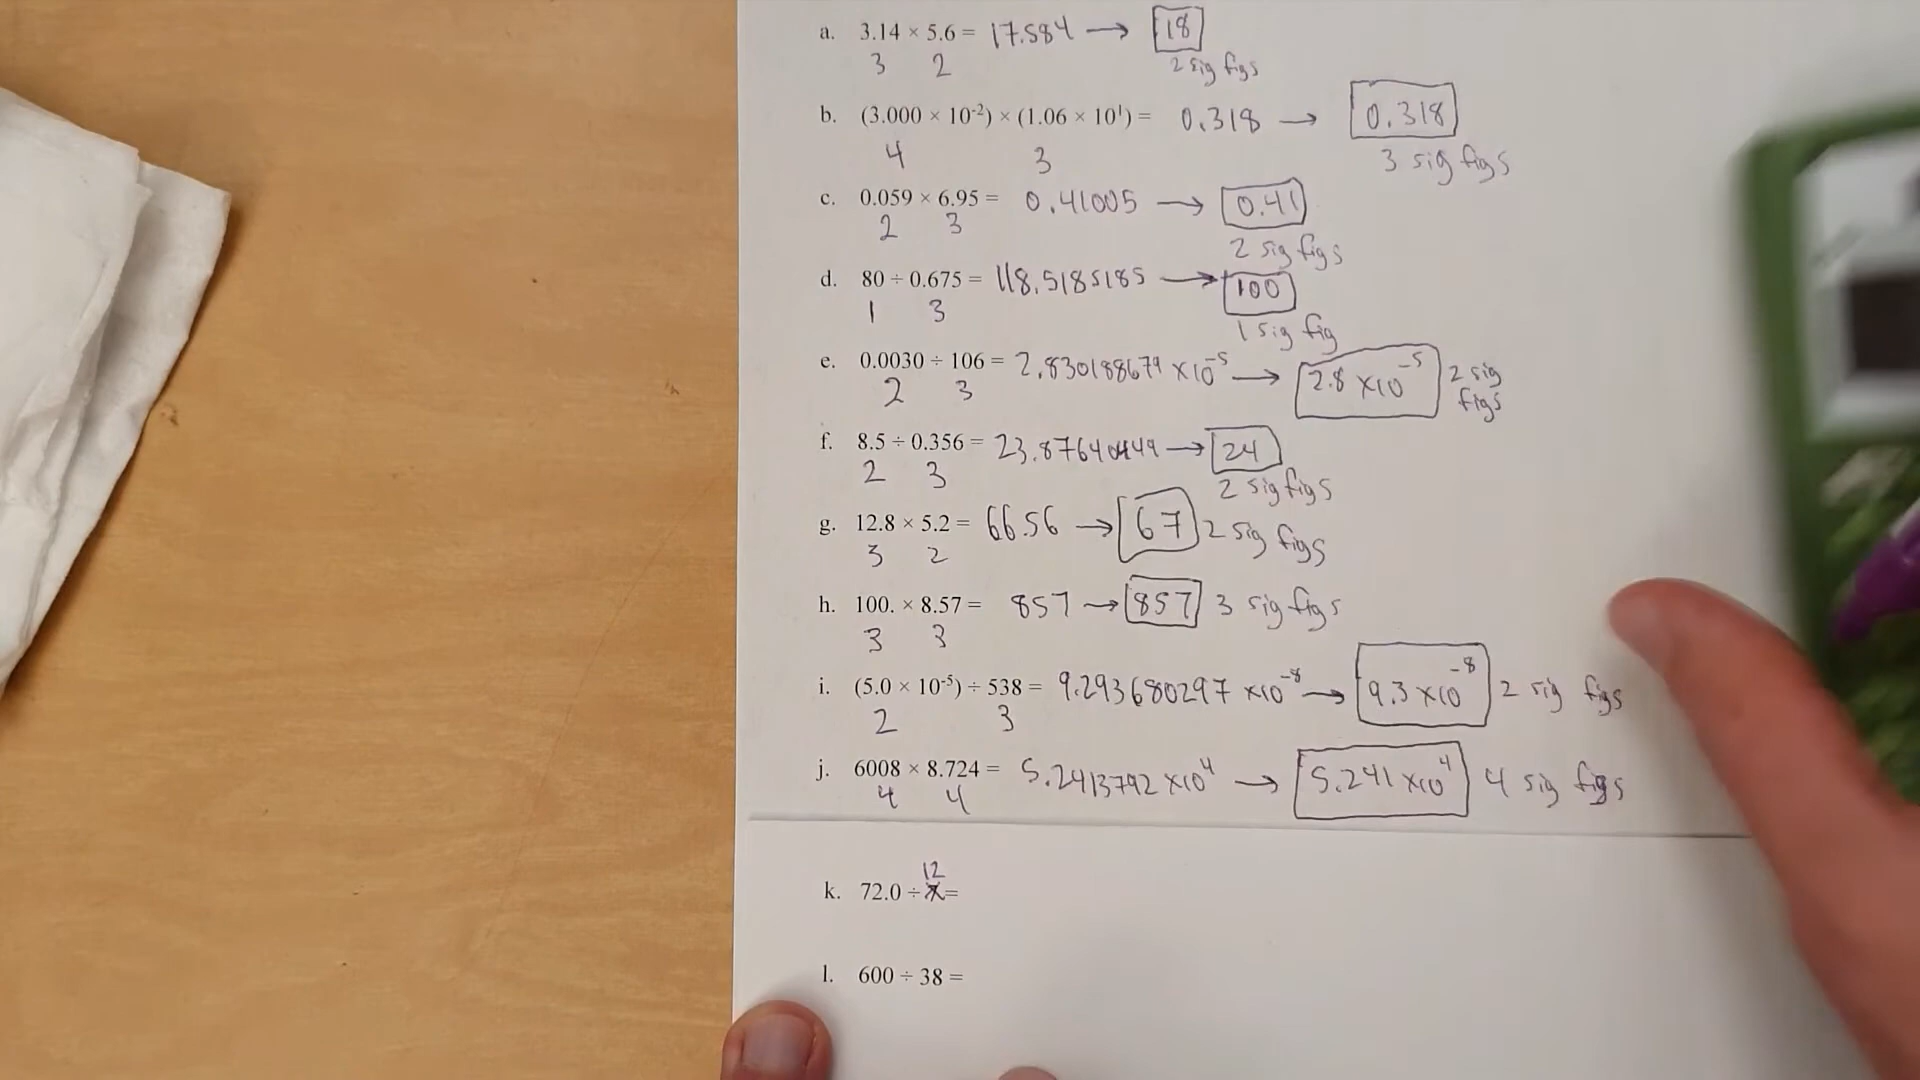 a. 3.14 × 5.6 = 17.584 → 18
3 2 2 sig figs
b. (3.000 × 10⁻²) × (1.06 × 10¹) = 0.318 → 0.318
4 3 3 sig figs
c. 0.059 × 6.95 = 0.41005 → 0.41
2 3 2 sig figs
d. 80 ÷ 0.675 = 118.5185185 → 100
1 3 1 sig fig
e. 0.0030 ÷ 106 = 2.830188679 ×10⁻⁵ → 2.8 ×10⁻⁵ 2 sig figs
2 3
f. 8.5 ÷ 0.356 = 23.87640449 → 24
2 3 2 sig figs
g. 12.8 × 5.2 = 66.56 → 67 2 sig figs
3 2
h. 100. × 8.57 = 857 → 857 3 sig figs
3 3
i. (5.0 × 10⁻⁵) ÷ 538 = 9.293680297 ×10⁻⁸ → 9.3 ×10⁻⁸ 2 sig figs
2 3
j. 6008 × 8.724 = 5.2413792 ×10⁴ → 5.241 ×10⁴ 4 sig figs
4 4
12
k. 72.0 ÷ =
l. 600 ÷ 38 =